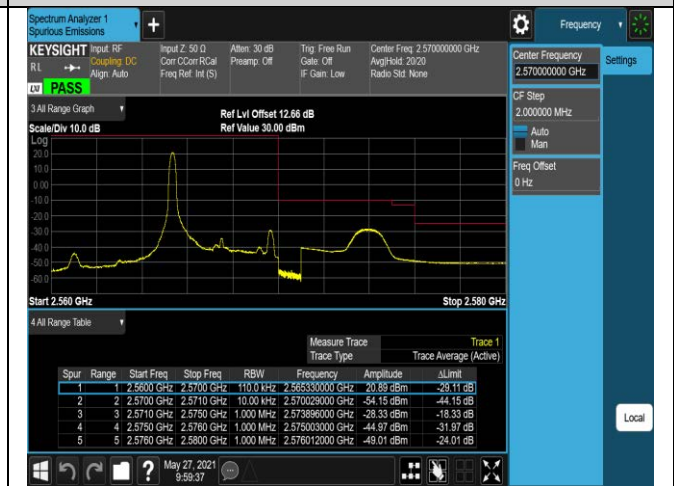 Spectrum Analyzer 1
Spurious Emissions
+
Frequency
KEYSIGHT Input: RF Input Z: 50 Ω Atten: 30 dB Trig: Free Run Center Freq: 2.570000000 GHz
RL Coupling: DC Corr CCorr RCal Preamp: Off Gate: Off Avg|Hold: 20/20
Align: Auto Freq Ref: Int (S) IF Gain: Low Radio Std: None
LXI PASS
Center Frequency
2.570000000 GHz
Settings
CF Step
2.000000 MHz
Auto
Man
Freq Offset
0 Hz
3 All Range Graph
Ref Lvl Offset 12.66 dB
Scale/Div 10.0 dB Ref Value 30.00 dBm
Log
20.0
10.0
0.00
-10.0
-20.0
-30.0
-40.0
-50.0
-60.0
Start 2.560 GHz Stop 2.580 GHz
4 All Range Table
Measure Trace Trace 1
Trace Type Trace Average (Active)
Spur Range Start Freq Stop Freq RBW Frequency Amplitude ΔLimit
1 1 2.5600 GHz 2.5700 GHz 110.0 kHz 2.565330000 GHz 20.89 dBm -29.11 dB
2 2 2.5700 GHz 2.5710 GHz 10.00 kHz 2.570029000 GHz -54.15 dBm -44.15 dB
3 3 2.5710 GHz 2.5750 GHz 1.000 MHz 2.573896000 GHz -28.33 dBm -18.33 dB
4 4 2.5750 GHz 2.5760 GHz 1.000 MHz 2.575003000 GHz -44.97 dBm -31.97 dB
5 5 2.5760 GHz 2.5800 GHz 1.000 MHz 2.576012000 GHz -49.01 dBm -24.01 dB
Local
? May 27, 2021
9:59:37